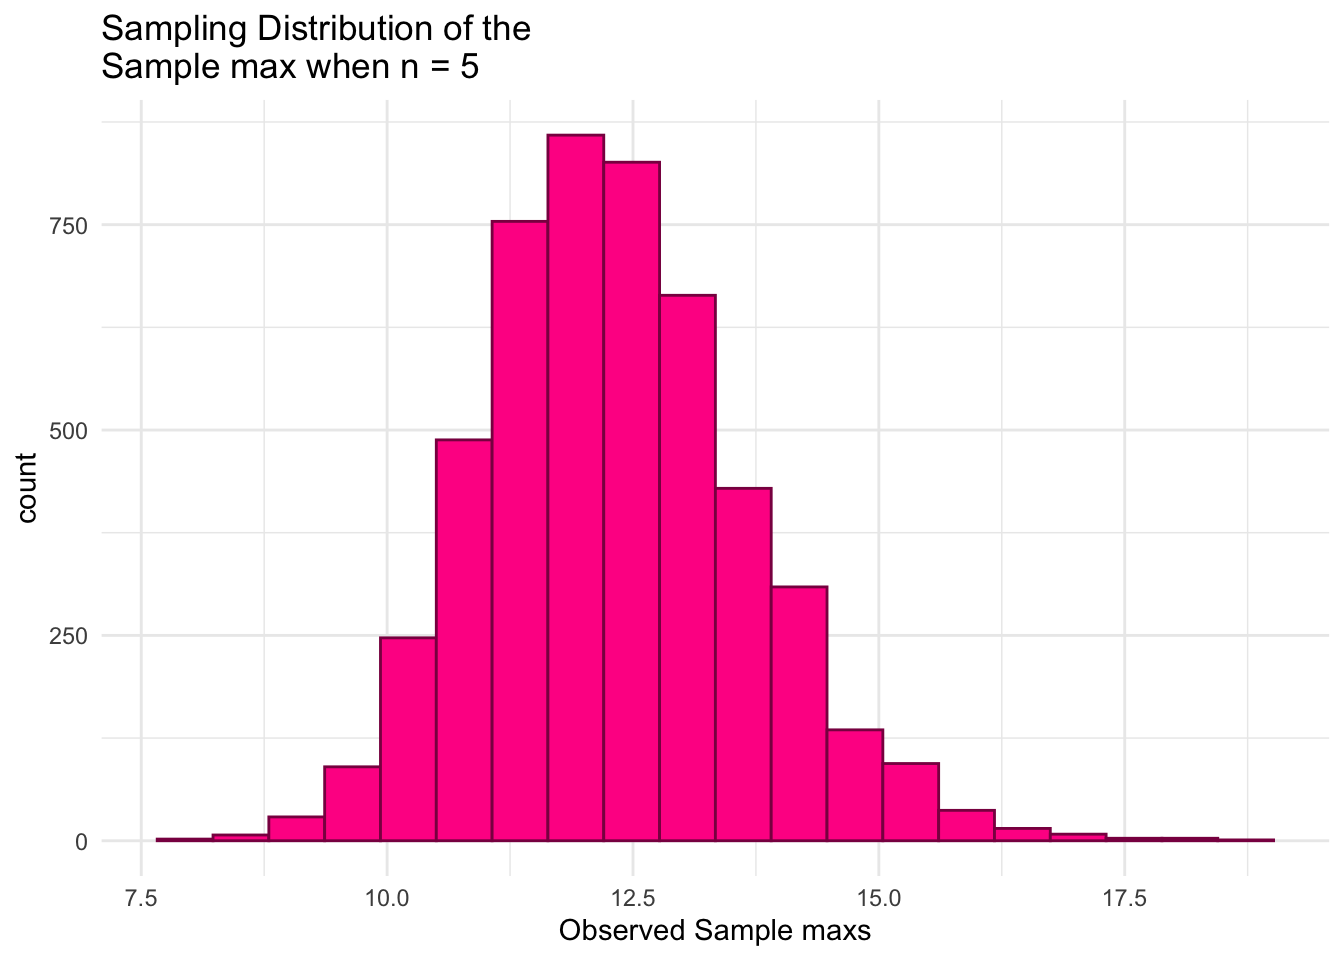 Sampling Distribution of the
Sample max when n = 5
count
750
500
250
0
7.5 10.0 12.5 15.0 17.5
Observed Sample maxs